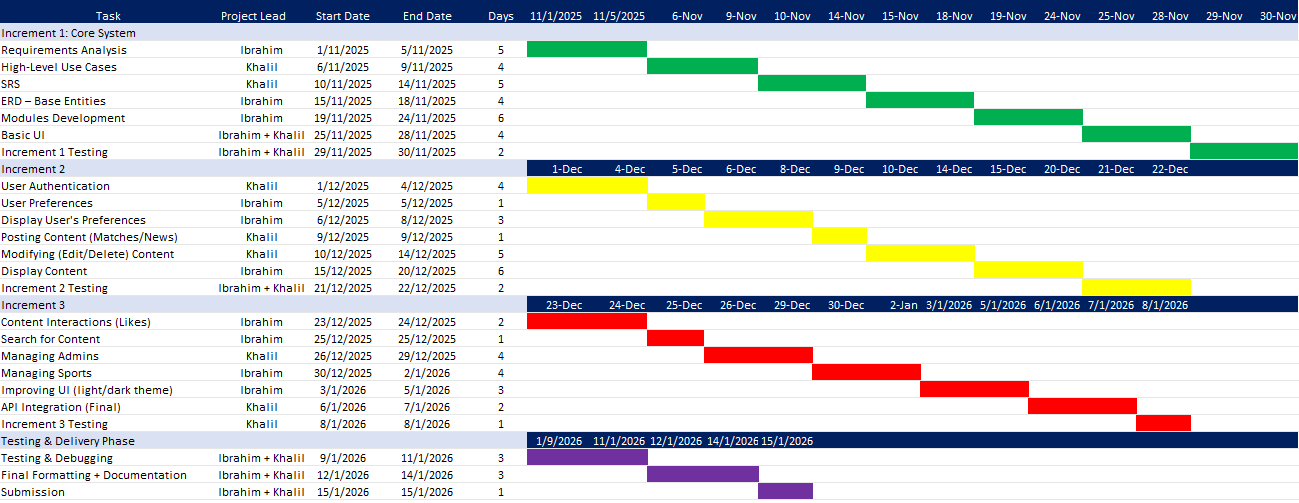 Task Project Lead Start Date End Date Days 11/1/2025 11/5/2025 6-Nov 9-Nov 10-Nov 14-Nov 15-Nov 18-Nov 19-Nov 24-Nov 25-Nov 28-Nov 29-Nov 30-Nov
Increment 1: Core System
Requirements Analysis Ibrahim 1/11/2025 5/11/2025 5
High-Level Use Cases Khalil 6/11/2025 9/11/2025 4
SRS Khalil 10/11/2025 14/11/2025 5
ERD – Base Entities Ibrahim 15/11/2025 18/11/2025 4
Modules Development Ibrahim 19/11/2025 24/11/2025 6
Basic UI Ibrahim + Khalil 25/11/2025 28/11/2025 4
Increment 1 Testing Ibrahim + Khalil 29/11/2025 30/11/2025 2
Increment 2 1-Dec 4-Dec 5-Dec 6-Dec 8-Dec 9-Dec 10-Dec 14-Dec 15-Dec 20-Dec 21-Dec 22-Dec
User Authentication Khalil 1/12/2025 4/12/2025 4
User Preferences Ibrahim 5/12/2025 5/12/2025 1
Display User's Preferences Ibrahim 6/12/2025 8/12/2025 3
Posting Content (Matches/News) Khalil 9/12/2025 9/12/2025 1
Modifying (Edit/Delete) Content Khalil 10/12/2025 14/12/2025 5
Display Content Ibrahim 15/12/2025 20/12/2025 6
Increment 2 Testing Ibrahim + Khalil 21/12/2025 22/12/2025 2
Increment 3 23-Dec 24-Dec 25-Dec 26-Dec 29-Dec 30-Dec 2-Jan 3/1/2026 5/1/2026 6/1/2026 7/1/2026 8/1/2026
Content Interactions (Likes) Ibrahim 23/12/2025 24/12/2025 2
Search for Content Ibrahim 25/12/2025 25/12/2025 1
Managing Admins Khalil 26/12/2025 29/12/2025 4
Managing Sports Ibrahim 30/12/2025 2/1/2026 4
Improving UI (light/dark theme) Ibrahim 3/1/2026 5/1/2026 3
API Integration (Final) Khalil 6/1/2026 7/1/2026 2
Increment 3 Testing Khalil 8/1/2026 8/1/2026 1
Testing & Delivery Phase 1/9/2026 11/1/2026 12/1/2026 14/1/2026 15/1/2026
Testing & Debugging Ibrahim + Khalil 9/1/2026 11/1/2026 3
Final Formatting + Documentation Ibrahim + Khalil 12/1/2026 14/1/2026 3
Submission Ibrahim + Khalil 15/1/2026 15/1/2026 1